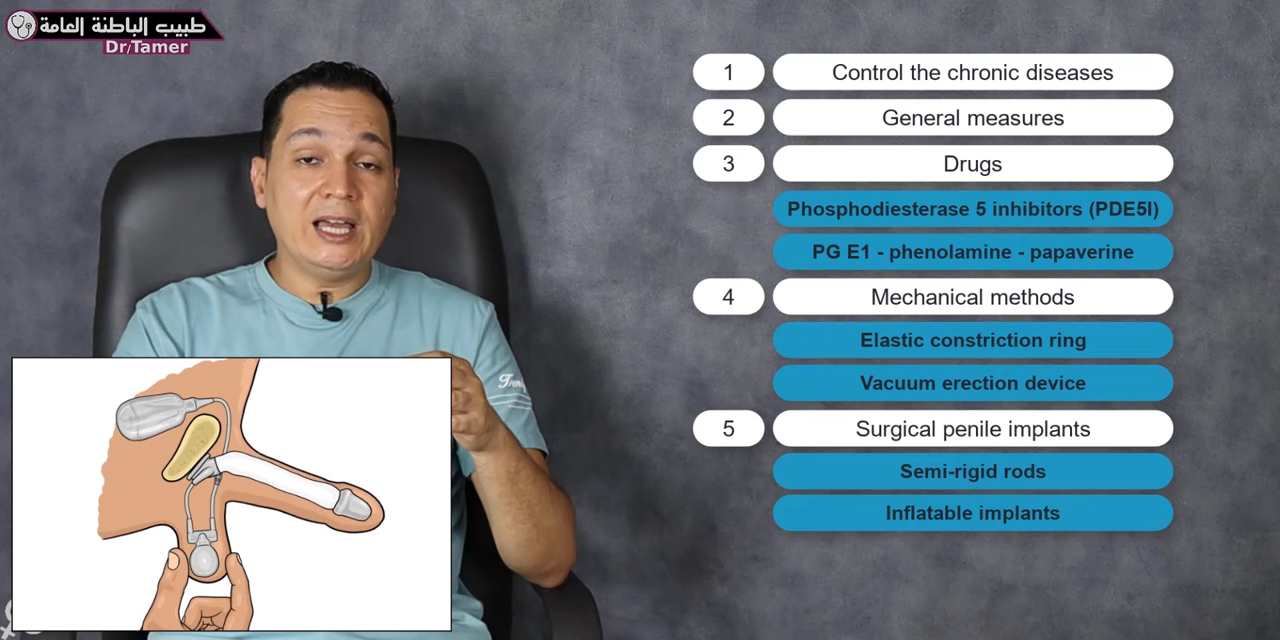 طبيب الباطنة العامة
Dr/Tamer
1 Control the chronic diseases
2 General measures
3 Drugs
Phosphodiesterase 5 inhibitors (PDE5I)
PG E1 - phenolamine - papaverine
4 Mechanical methods
Elastic constriction ring
Vacuum erection device
5 Surgical penile implants
Semi-rigid rods
Inflatable implants